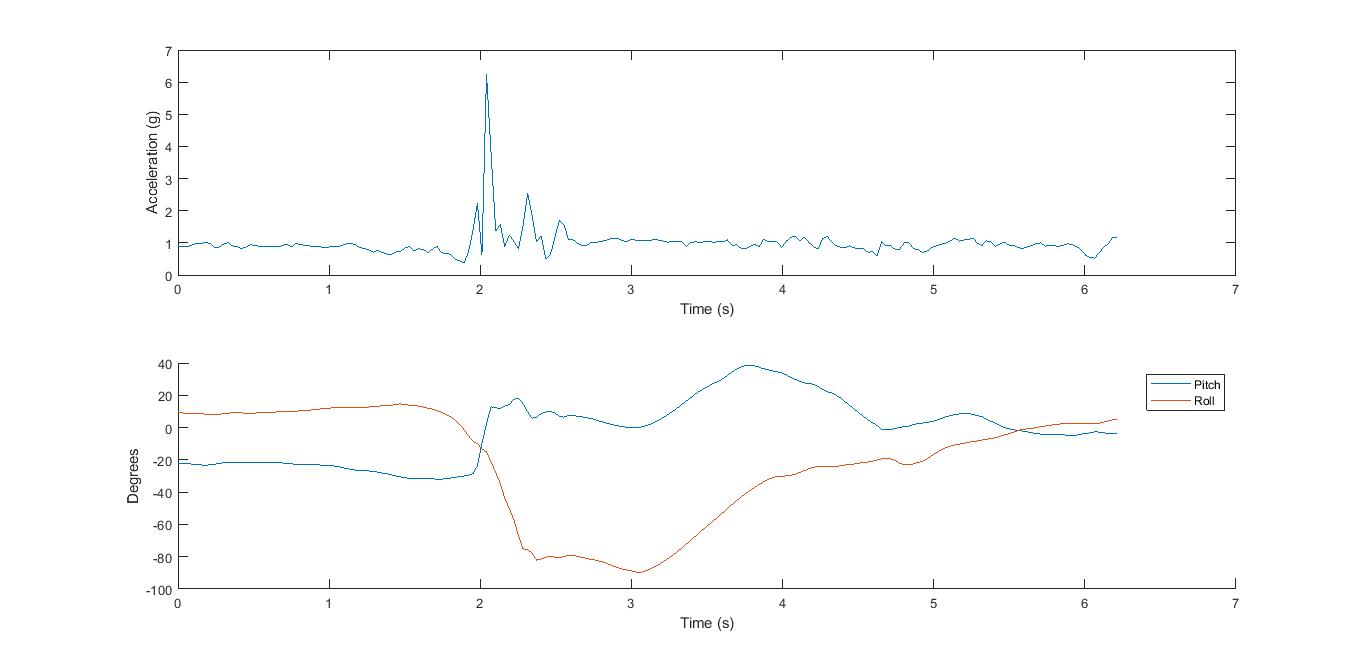 7
6
5
4
3
2
1
0
Acceleration (g)
0 1 2 3 4 5 6 7
Time (s)
40
20
0
-20
-40
-60
-80
-100
Degrees
0 1 2 3 4 5 6 7
Time (s)
Pitch
Roll